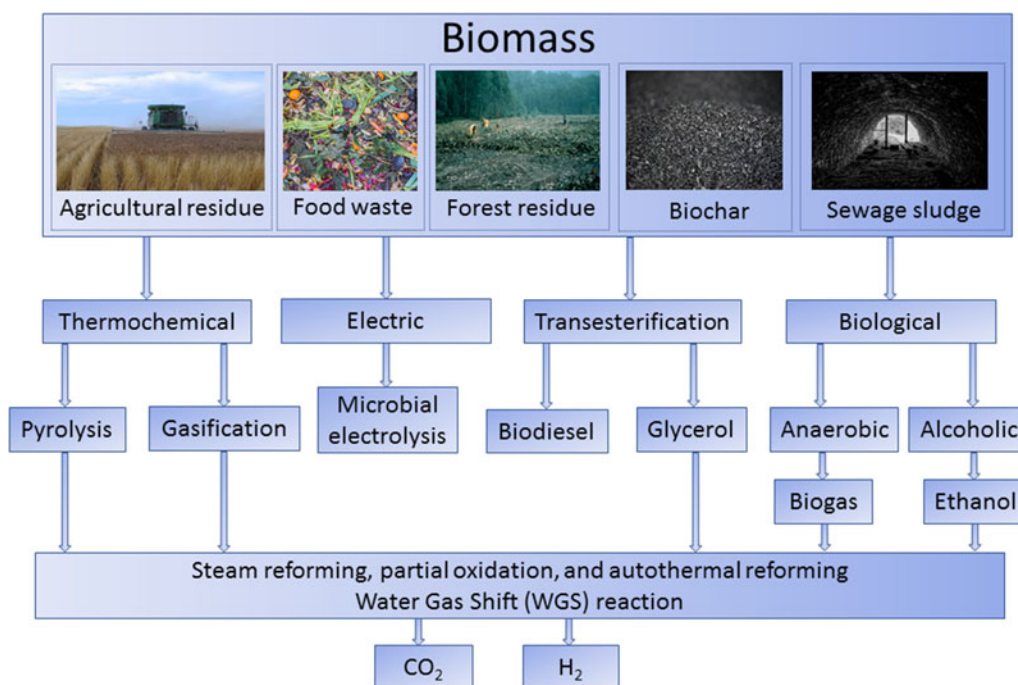 Biomass
Agricultural residue
Food waste
Forest residue
Biochar
Sewage sludge
Thermochemical
Electric
Transesterification
Biological
Pyrolysis
Gasification
Microbial
electrolysis
Biodiesel
Glycerol
Anaerobic
Alcoholic
Biogas
Ethanol
Steam reforming, partial oxidation, and autothermal reforming
Water Gas Shift (WGS) reaction
CO₂
H₂